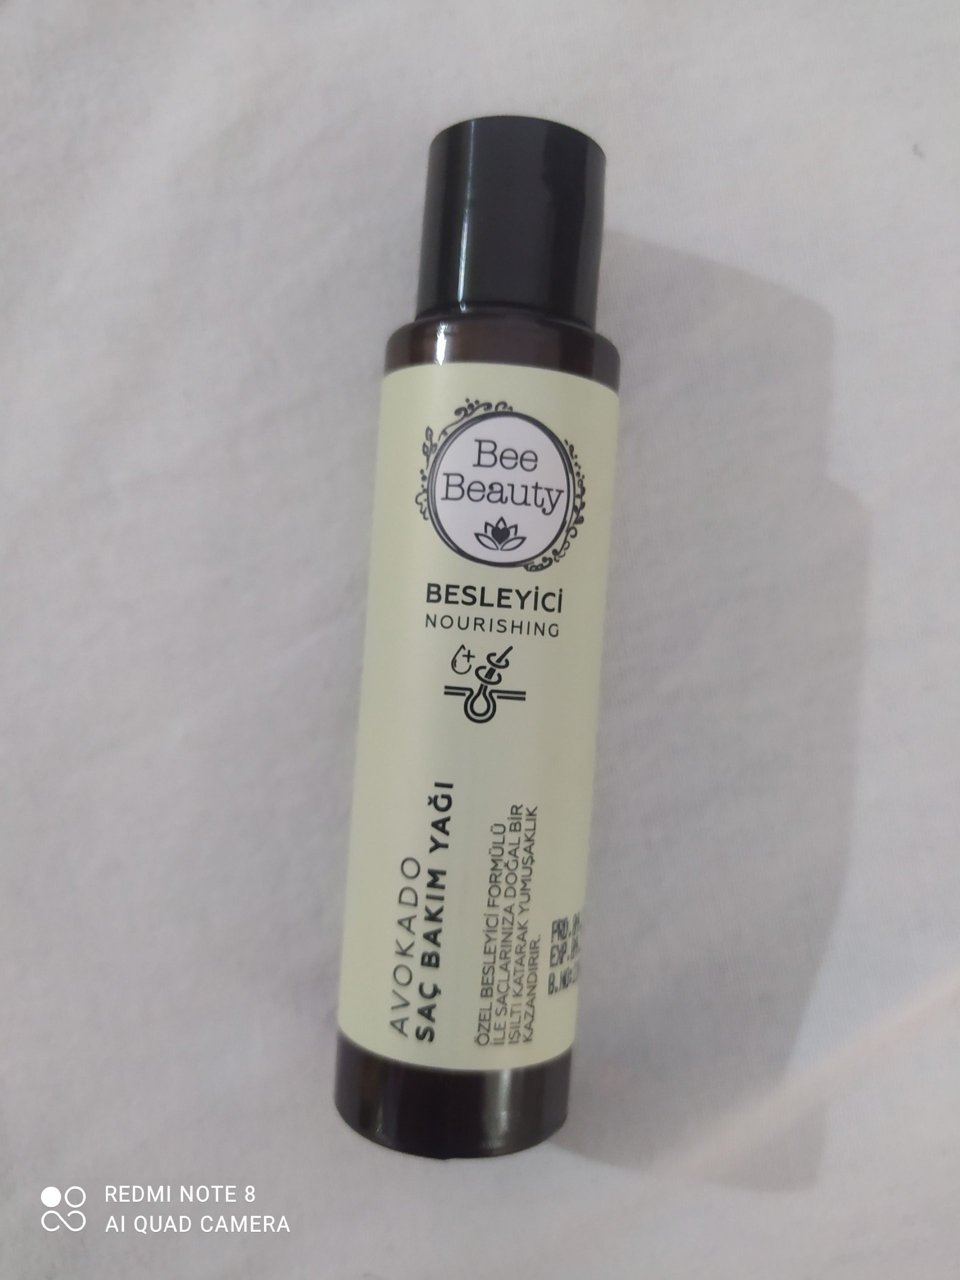 Bee
Beauty
BESLEYİCİ
NOURISHING
AVOKADO
SAÇ BAKIM YAĞI
ÖZEL BESLEYİCİ FORMÜLÜ
İLE SAÇLARINIZA DOĞAL BİR
IŞILTI KATARAK YUMUŞAKLIK
KAZANDIRIR.
REDMI NOTE 8
AI QUAD CAMERA